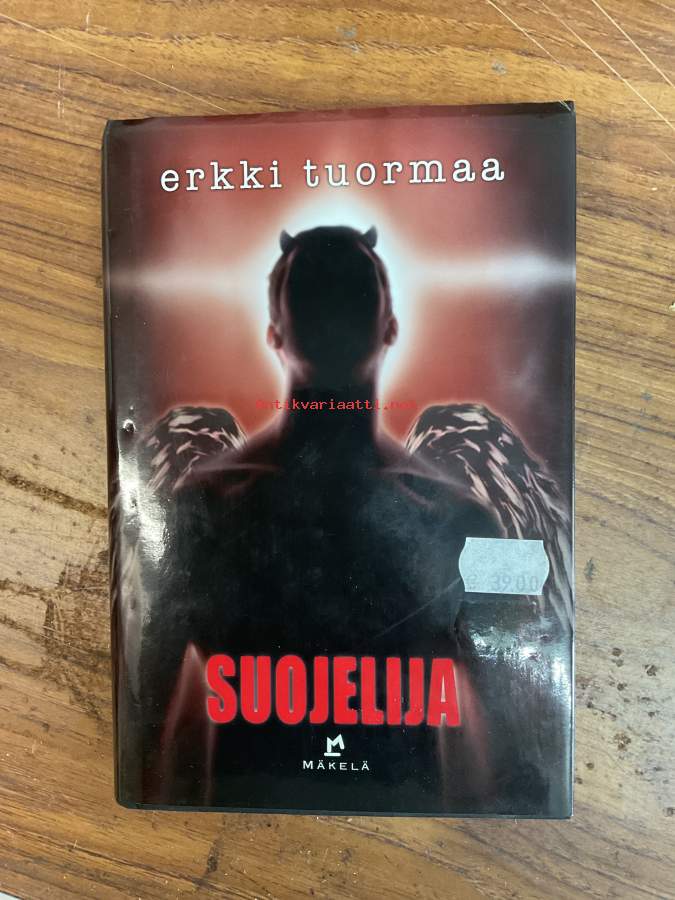 erkki tuormaa
antikvariaatti.net
€ 39.00
SUOJELIJA
M
MÄKELÄ